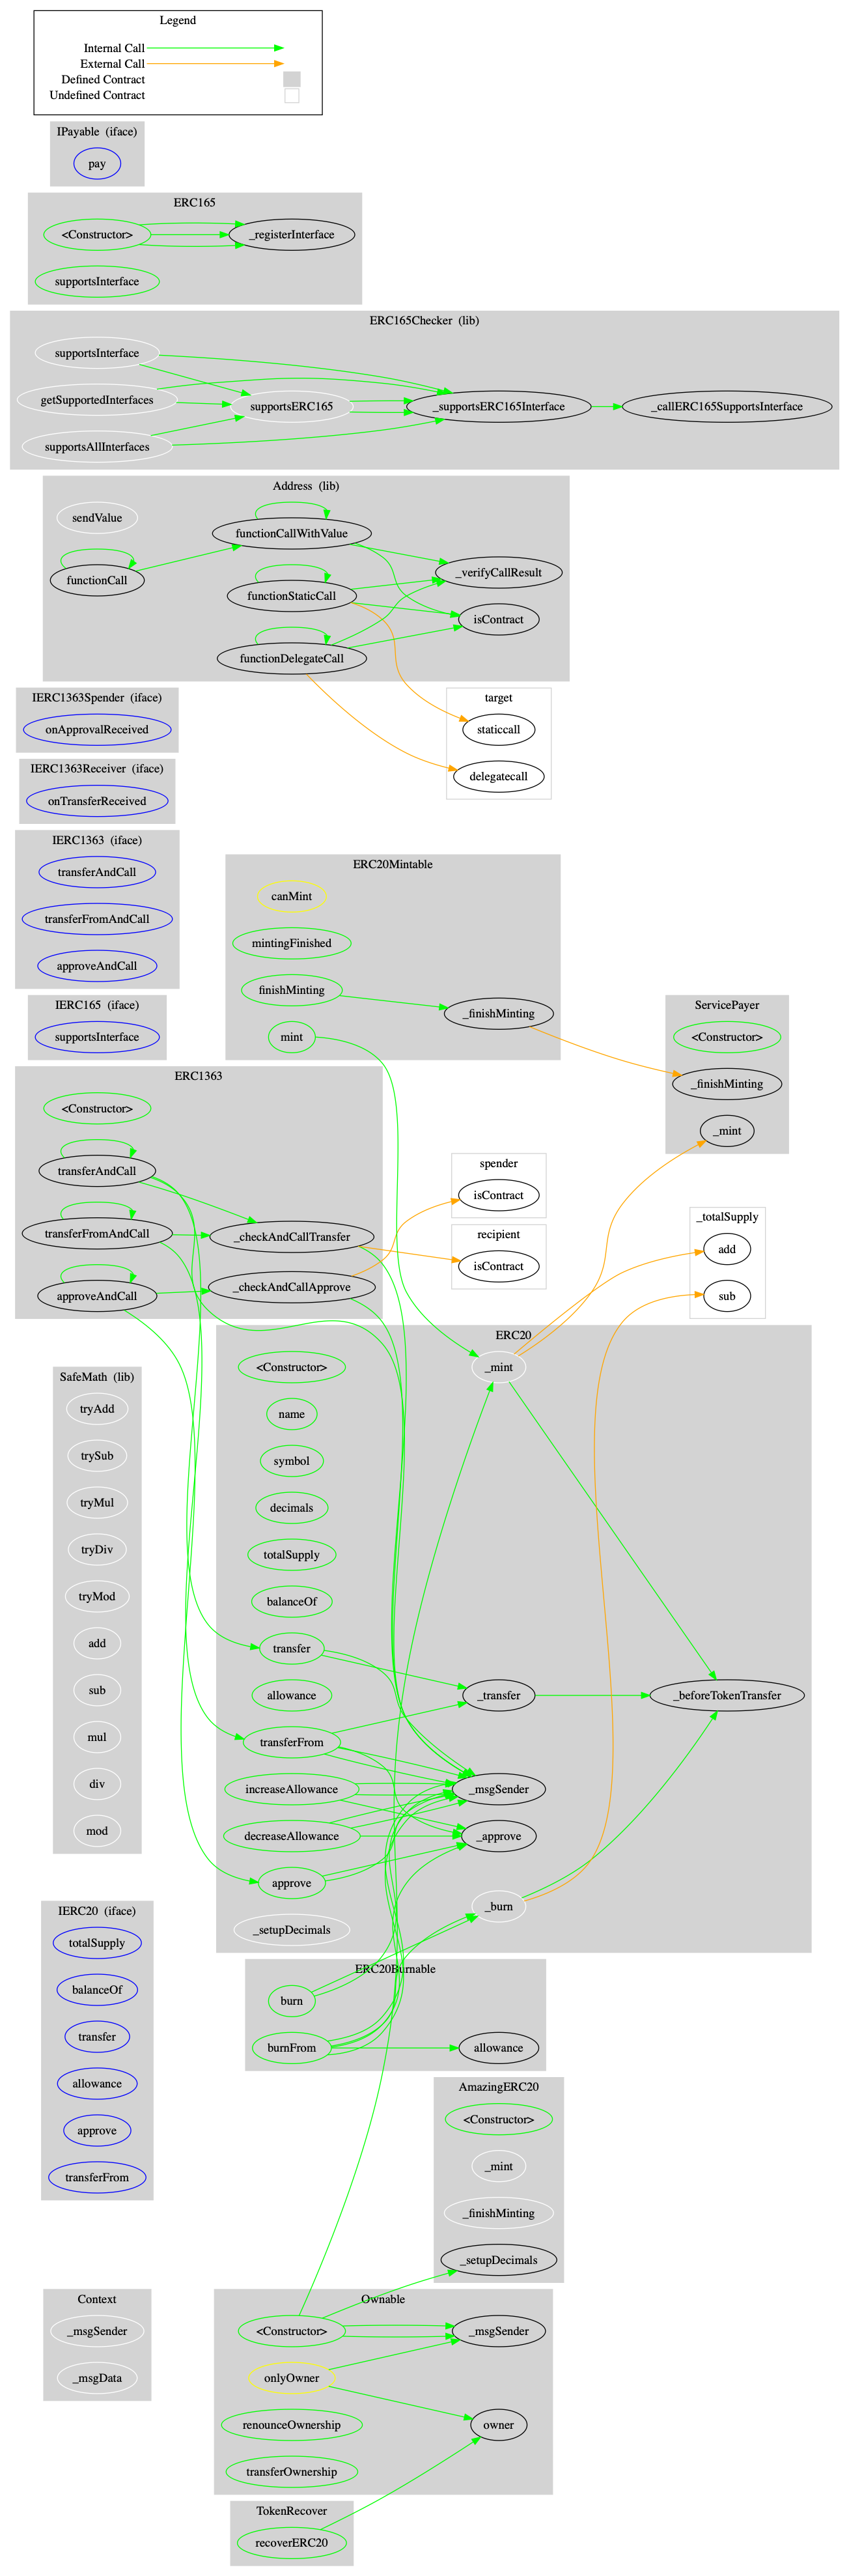 Legend
Internal Call
External Call
Defined Contract
Undefined Contract
IPayable (iface)
pay
ERC165
<Constructor>
_registerInterface
supportsInterface
ERC165Checker (lib)
supportsInterface
getSupportedInterfaces
supportsERC165
_supportsERC165Interface
_callERC165SupportsInterface
supportsAllInterfaces
Address (lib)
sendValue
functionCallWithValue
functionCall
_verifyCallResult
functionStaticCall
isContract
functionDelegateCall
IERC1363Spender (iface)
onApprovalReceived
target
staticcall
delegatecall
IERC1363Receiver (iface)
onTransferReceived
IERC1363 (iface)
transferAndCall
transferFromAndCall
approveAndCall
ERC20Mintable
canMint
mintingFinished
finishMinting
_finishMinting
mint
IERC165 (iface)
supportsInterface
ServicePayer
<Constructor>
_finishMinting
_mint
ERC1363
<Constructor>
transferAndCall
transferFromAndCall
_checkAndCallTransfer
approveAndCall
_checkAndCallApprove
spender
isContract
recipient
isContract
_totalSupply
add
sub
ERC20
<Constructor>
_mint
name
symbol
decimals
totalSupply
balanceOf
transfer
allowance
_transfer
_beforeTokenTransfer
transferFrom
increaseAllowance
_msgSender
decreaseAllowance
_approve
approve
_burn
_setupDecimals
SafeMath (lib)
tryAdd
trySub
tryMul
tryDiv
tryMod
add
sub
mul
div
mod
IERC20 (iface)
totalSupply
balanceOf
transfer
allowance
approve
transferFrom
ERC20Burnable
burn
burnFrom
allowance
AmazingERC20
<Constructor>
_mint
_finishMinting
_setupDecimals
Context
_msgSender
_msgData
Ownable
<Constructor>
_msgSender
onlyOwner
renounceOwnership
owner
transferOwnership
TokenRecover
recoverERC20